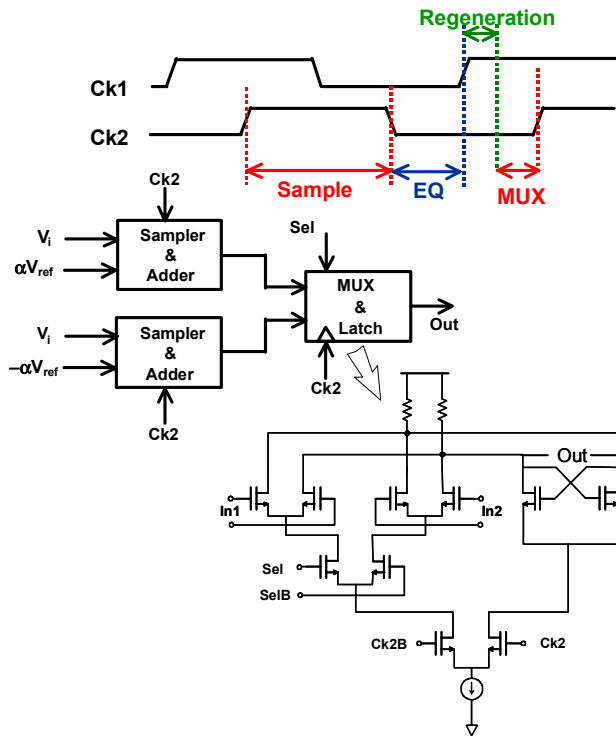 Regeneration
Ck1
Ck2
Sample
EQ
MUX
Ck2
Sel
Vi
αVref
Sampler
&
Adder
MUX
&
Latch
Out
Vi
−αVref
Sampler
&
Adder
Ck2
Ck2
Out
In1
In2
Sel
SelB
Ck2B
Ck2